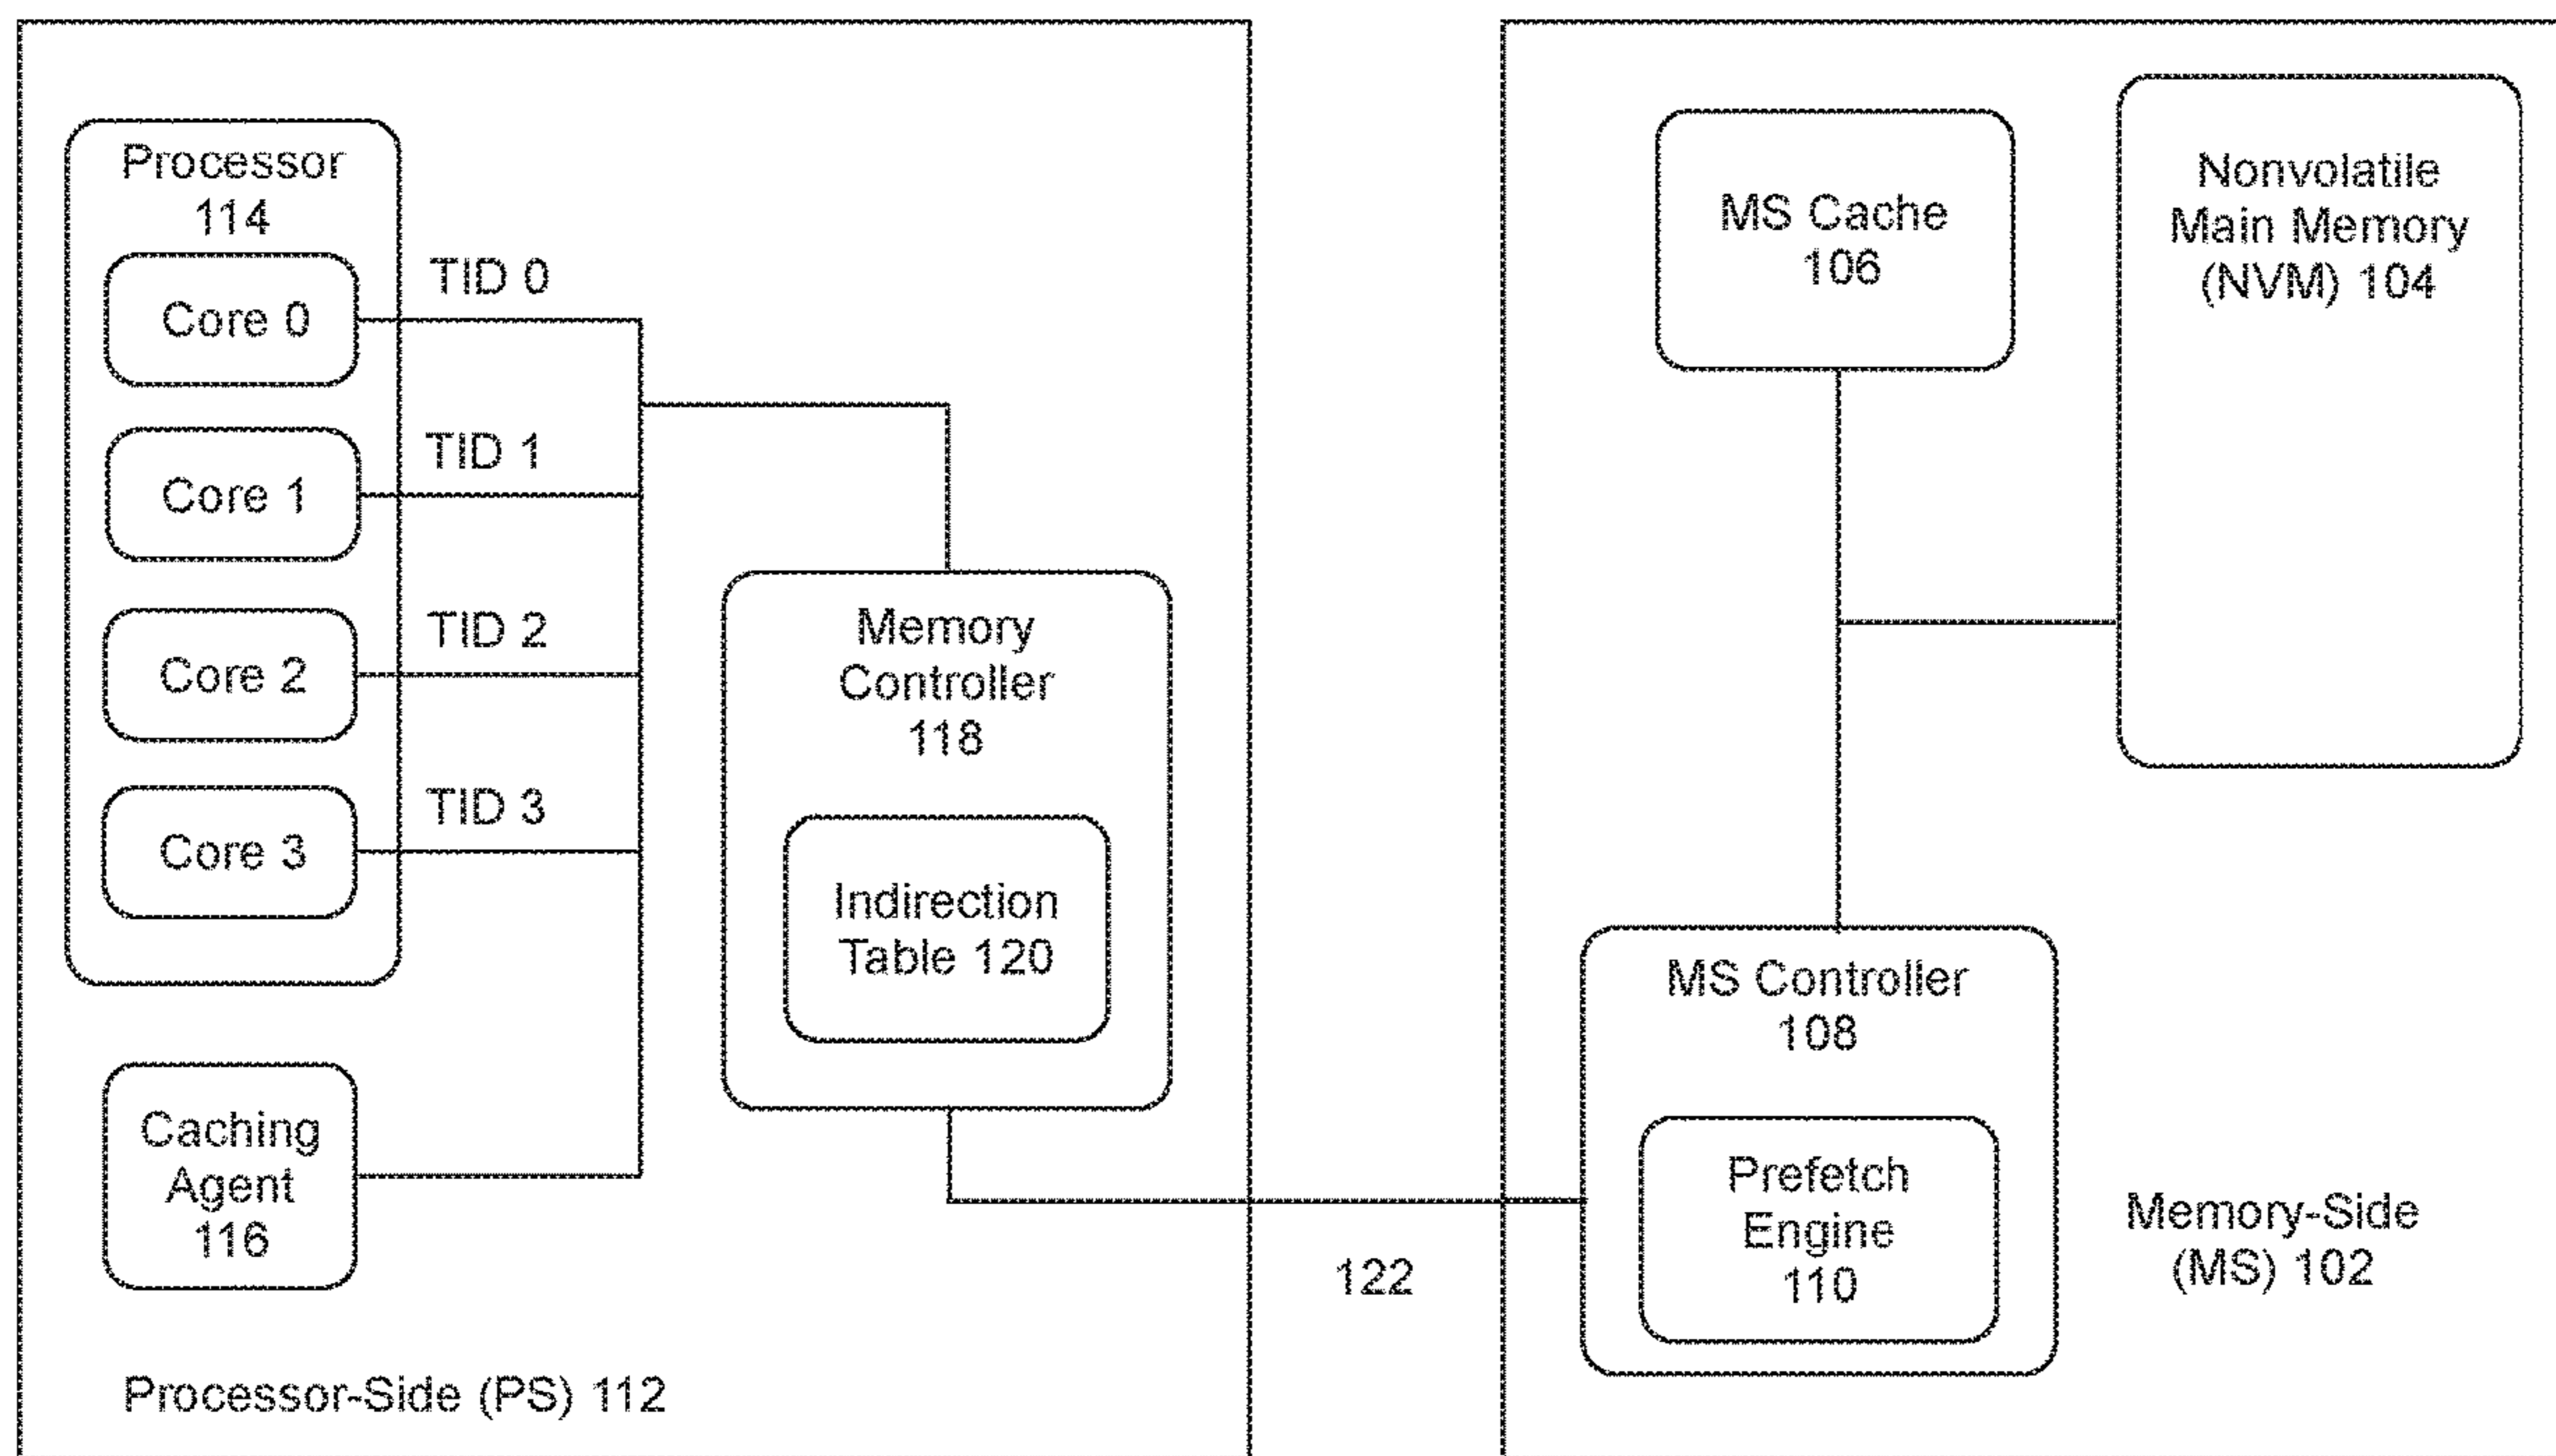 Processor
114
Core 0
TID 0
Core 1
TID 1
Core 2
TID 2
Core 3
TID 3
Caching
Agent
116
Memory
Controller
118
Indirection
Table 120
Processor-Side (PS) 112
122
MS Cache
106
Nonvolatile
Main Memory
(NVM) 104
MS Controller
108
Prefetch
Engine
110
Memory-Side
(MS) 102